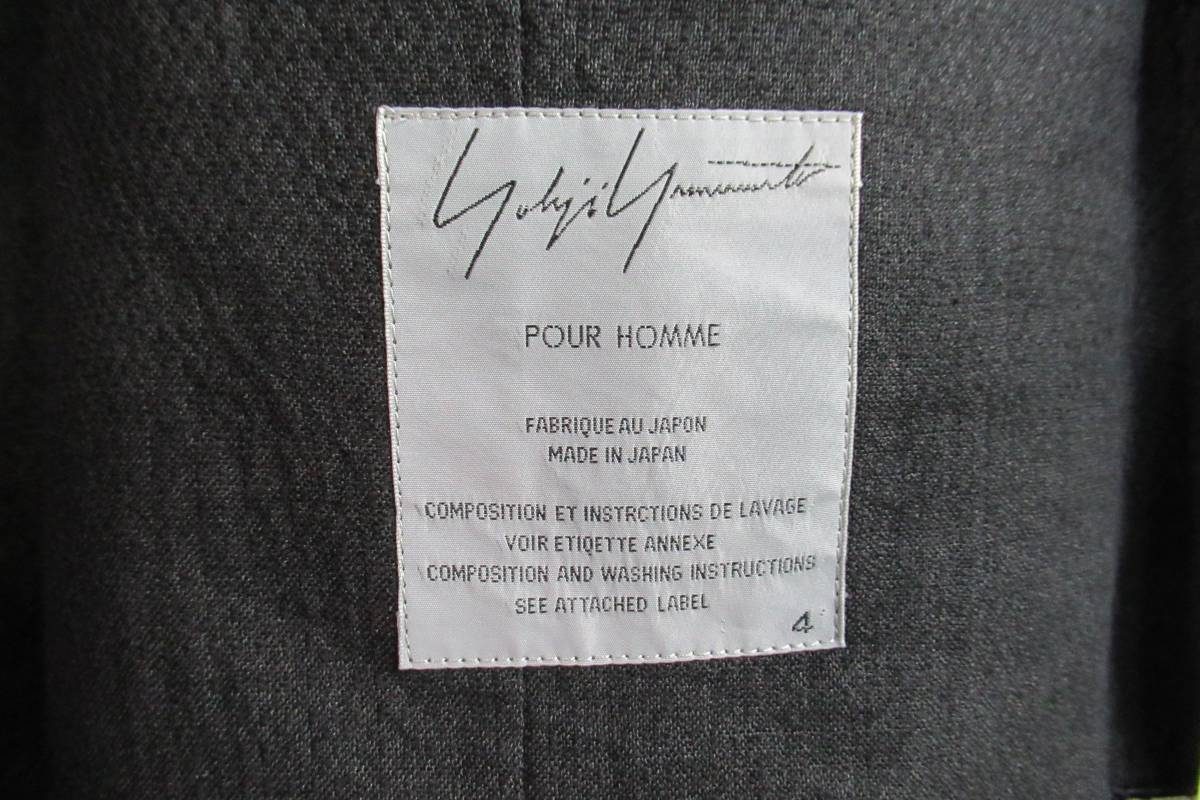 Yohji Yamamoto
POUR HOMME
FABRIQUE AU JAPON
MADE IN JAPAN
COMPOSITION ET INSTRCTIONS DE LAVAGE
VOIR ETIQETTE ANNEXE
COMPOSITION AND WASHING INSTRUCTIONS
SEE ATTACHED LABEL
4